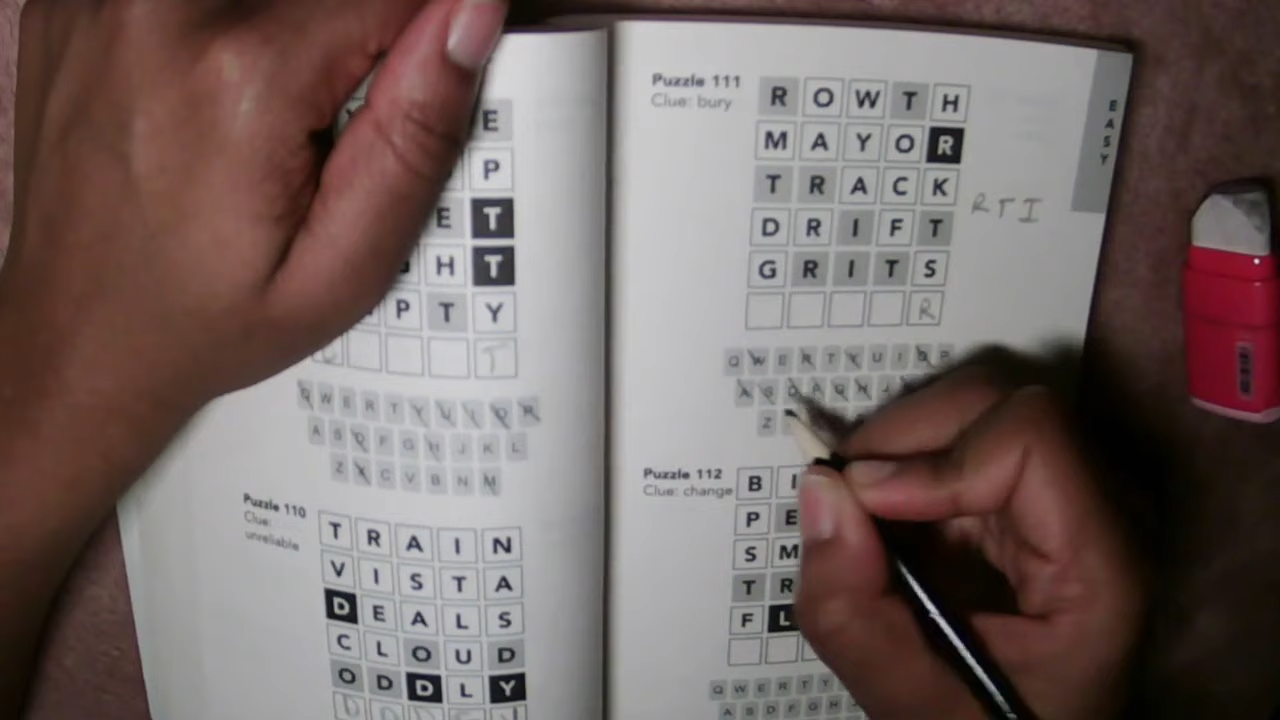 E
P
E T
H T
P T Y
T
Q W E R T Y U I O P
A S D F G H J K L
Z X C V B N M
Puzzle 110
Clue:
unreliable
T R A I N
V I S T A
D E A L S
C L O U D
O D D L Y
Puzzle 111
Clue: bury
R O W T H
M A Y O R
T R A C K
D R I F T
G R I T S
R
R T I
Q W E R T Y U I O P
A S D F G H J
Z
Puzzle 112
Clue: change
B I
P E
S M
T R
F L
Q W E R T Y
A S D F G H
EASY